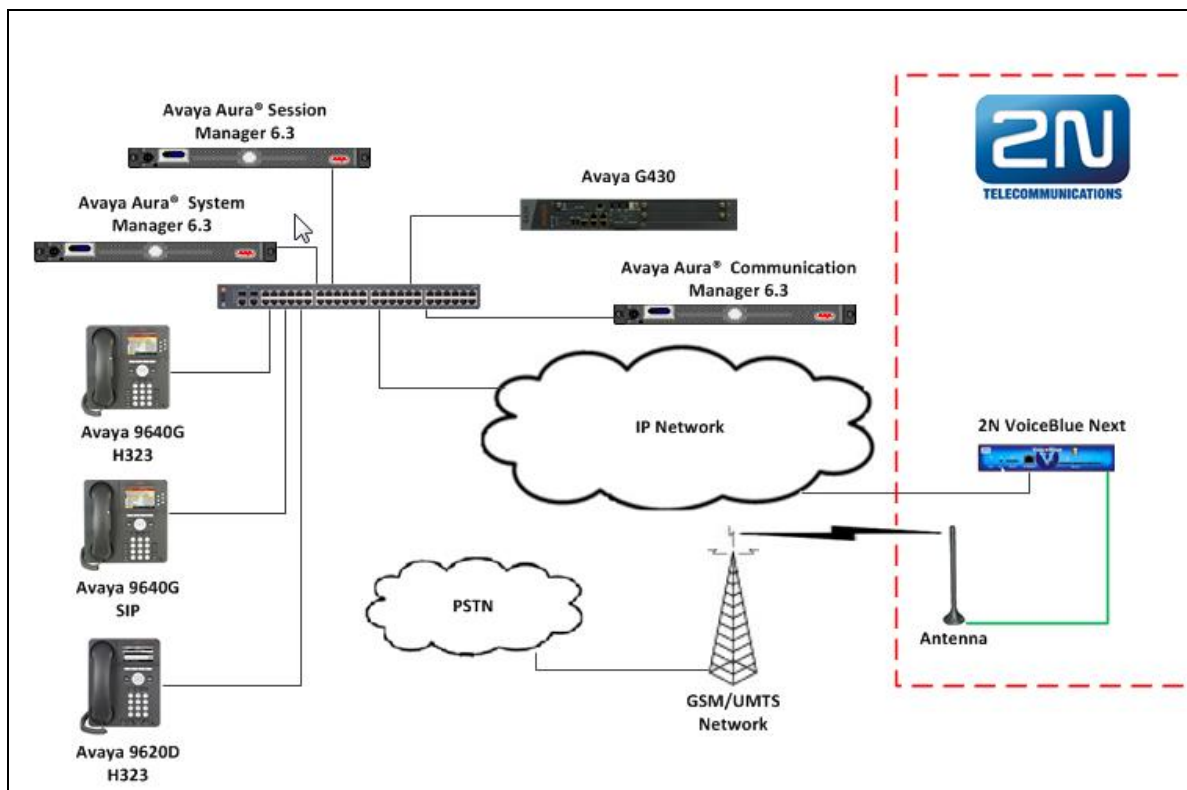 Avaya Aura® Session
Manager 6.3
Avaya Aura® System
Manager 6.3
Avaya G430
Avaya Aura® Communication
Manager 6.3
2N
TELECOMMUNICATIONS
Avaya 9640G
H323
IP Network
2N VoiceBlue Next
Avaya 9640G
SIP
PSTN
Antenna
GSM/UMTS
Network
Avaya 9620D
H323